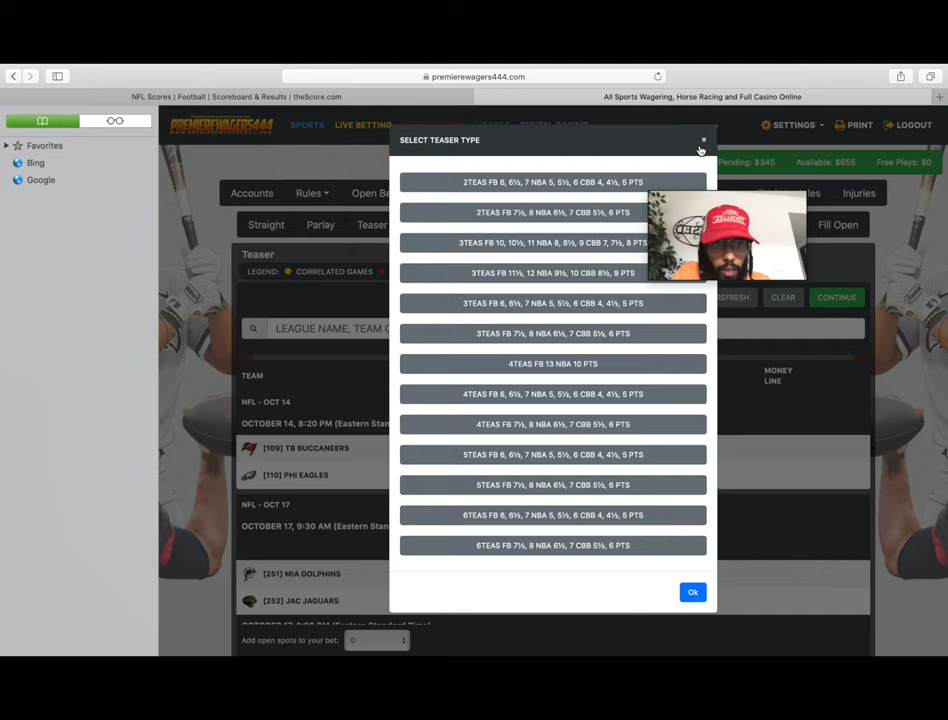 premierewagers444.com
NFL Scores | Football | Scoreboard & Results | theScore.com
All Sports Wagering, Horse Racing and Full Casino Online
Favorites
Bing
Google
PREMIEREWAGERS444
SPORTS
LIVE BETTING
SETTINGS
PRINT
LOGOUT
SELECT TEASER TYPE
×
Pending: $345
Available: $655
Free Plays: $0
Accounts
Rules
Open Be
Injuries
Straight
Parlay
Teaser
Fill Open
Teaser
LEGEND:
CORRELATED GAMES
REFRESH
CLEAR
CONTINUE
LEAGUE NAME, TEAM
2TEAS FB 6, 6½, 7 NBA 5, 5½, 6 CBB 4, 4½, 5 PTS
2TEAS FB 7½, 8 NBA 6½, 7 CBB 5½, 6 PTS
3TEAS FB 10, 10½, 11 NBA 8, 8½, 9 CBB 7, 7½, 8 PTS
3TEAS FB 11½, 12 NBA 9½, 10 CBB 8½, 9 PTS
3TEAS FB 6, 6½, 7 NBA 5, 5½, 6 CBB 4, 4½, 5 PTS
3TEAS FB 7½, 8 NBA 6½, 7 CBB 5½, 6 PTS
4TEAS FB 13 NBA 10 PTS
4TEAS FB 6, 6½, 7 NBA 5, 5½, 6 CBB 4, 4½, 5 PTS
4TEAS FB 7½, 8 NBA 6½, 7 CBB 5½, 6 PTS
5TEAS FB 6, 6½, 7 NBA 5, 5½, 6 CBB 4, 4½, 5 PTS
5TEAS FB 7½, 8 NBA 6½, 7 CBB 5½, 6 PTS
6TEAS FB 6, 6½, 7 NBA 5, 5½, 6 CBB 4, 4½, 5 PTS
6TEAS FB 7½, 8 NBA 6½, 7 CBB 5½, 6 PTS
Ok
TEAM
MONEY
LINE
NFL - OCT 14
OCTOBER 14, 8:20 PM (Eastern Stan
[109] TB BUCCANEERS
[110] PHI EAGLES
NFL - OCT 17
OCTOBER 17, 9:30 AM (Eastern Stan
[251] MIA DOLPHINS
[252] JAC JAGUARS
Add open spots to your bet:
0